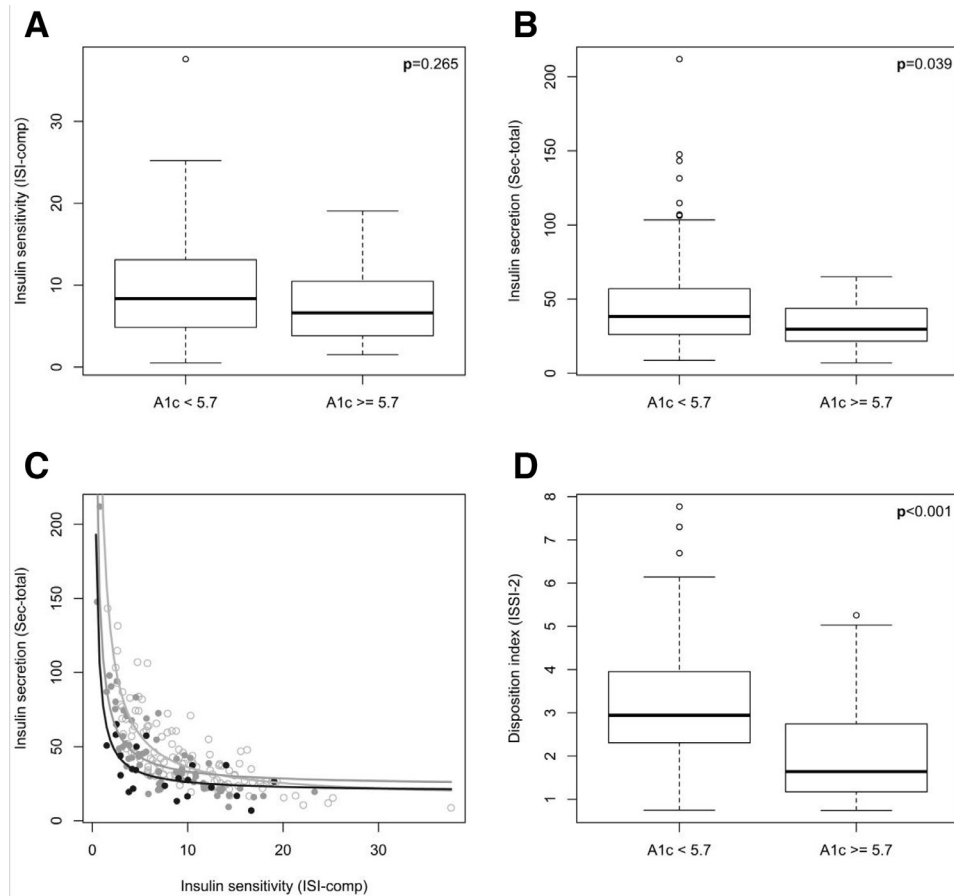 A
p=0.265
Insulin sensitivity (ISI-comp)
30
20
10
0
A1c < 5.7
A1c >= 5.7
B
p=0.039
Insulin secretion (Sec-total)
200
150
100
50
0
A1c < 5.7
A1c >= 5.7
C
Insulin secretion (Sec-total)
200
150
100
50
0
0
10
20
30
Insulin sensitivity (ISI-comp)
D
p<0.001
Disposition index (ISSI-2)
8
7
6
5
4
3
2
1
A1c < 5.7
A1c >= 5.7